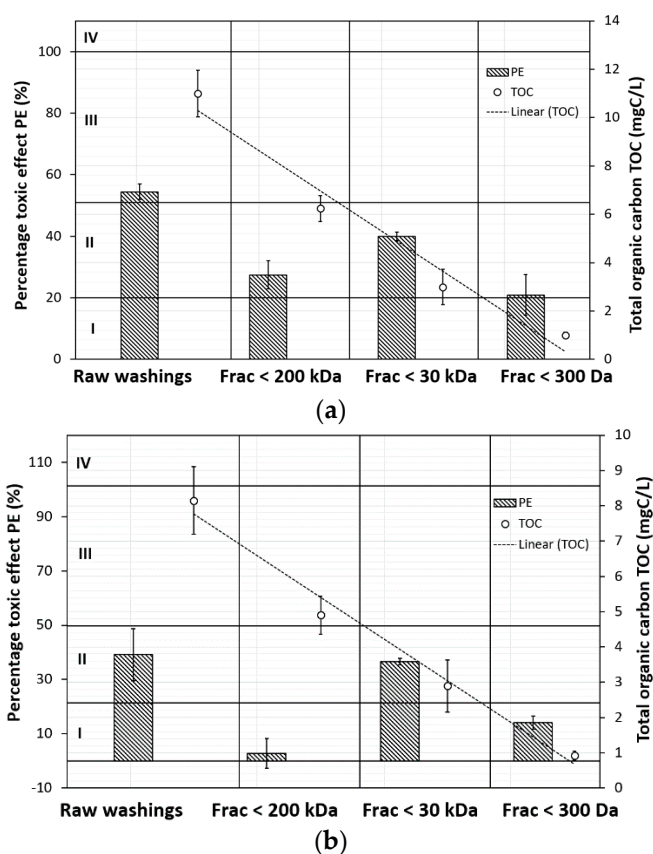 Percentage toxic effect PE (%)
120
100
80
60
40
20
0
IV
III
II
I
PE
TOC
Linear (TOC)
14
12
10
8
6
4
2
0
Total organic carbon TOC (mgC/L)
Raw washings Frac < 200 kDa Frac < 30 kDa Frac < 300 Da
(a)
Percentage toxic effect PE (%)
110
90
70
50
30
10
-10
IV
III
II
I
PE
TOC
Linear (TOC)
10
9
8
7
6
5
4
3
2
1
0
Total organic carbon TOC (mgC/L)
Raw washings Frac < 200 kDa Frac < 30 kDa Frac < 300 Da
(b)